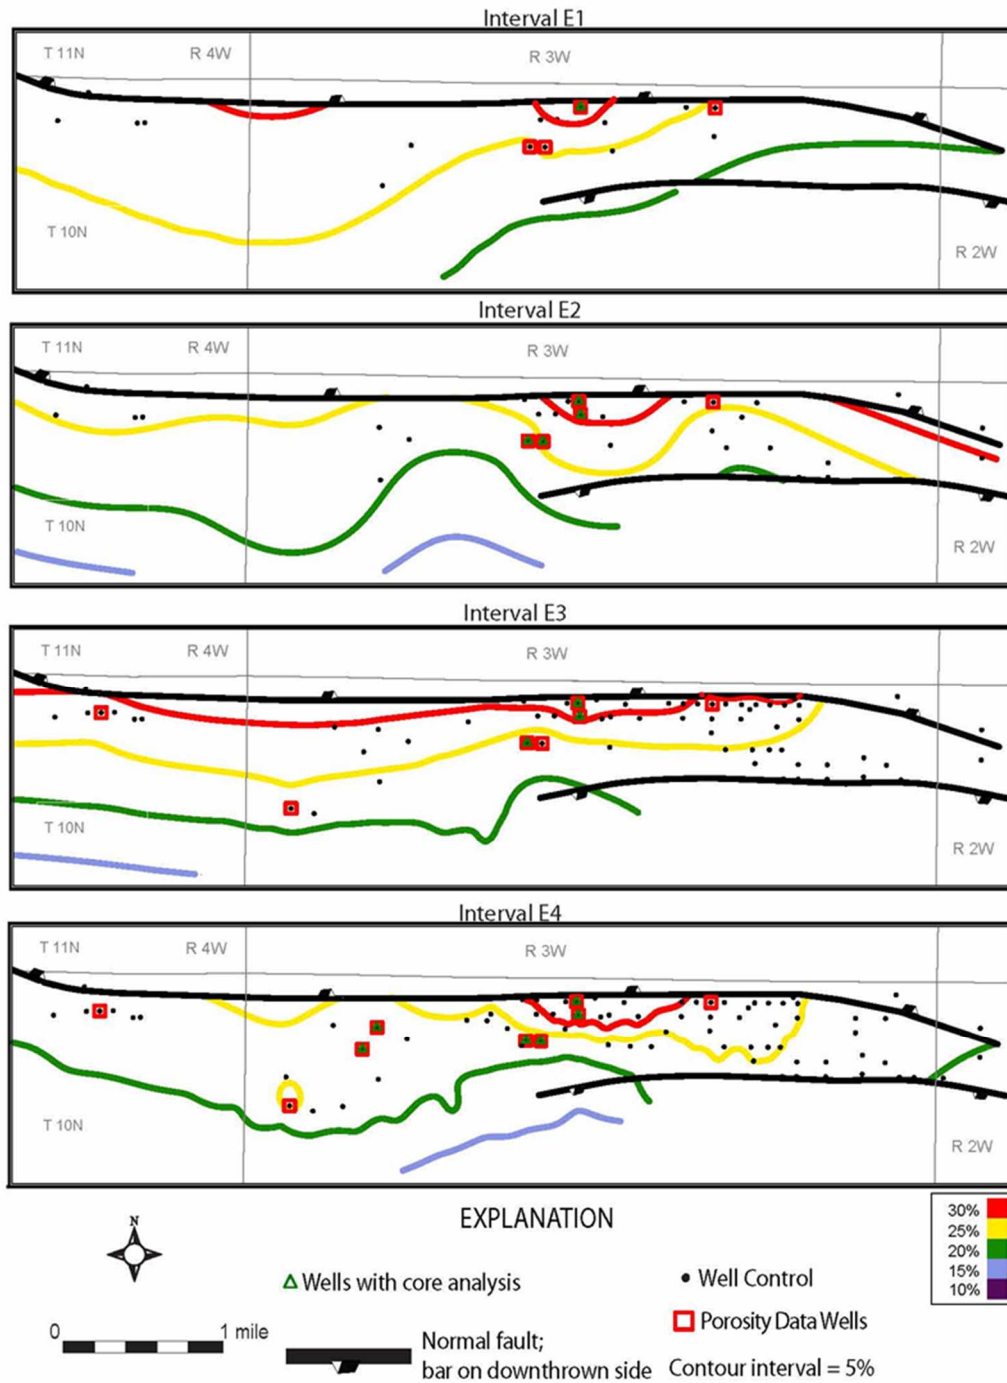 Interval E1
T 11N R 4W R 3W
T 10N
R 2W
Interval E2
T 11N R 4W R 3W
T 10N
R 2W
Interval E3
T 11N R 4W R 3W
T 10N
R 2W
Interval E4
T 11N R 4W R 3W
T 10N
R 2W
EXPLANATION
30%
25%
20%
15%
10%
N
Wells with core analysis
Well Control
Porosity Data Wells
0 1 mile
Normal fault;
bar on downthrown side
Contour interval = 5%